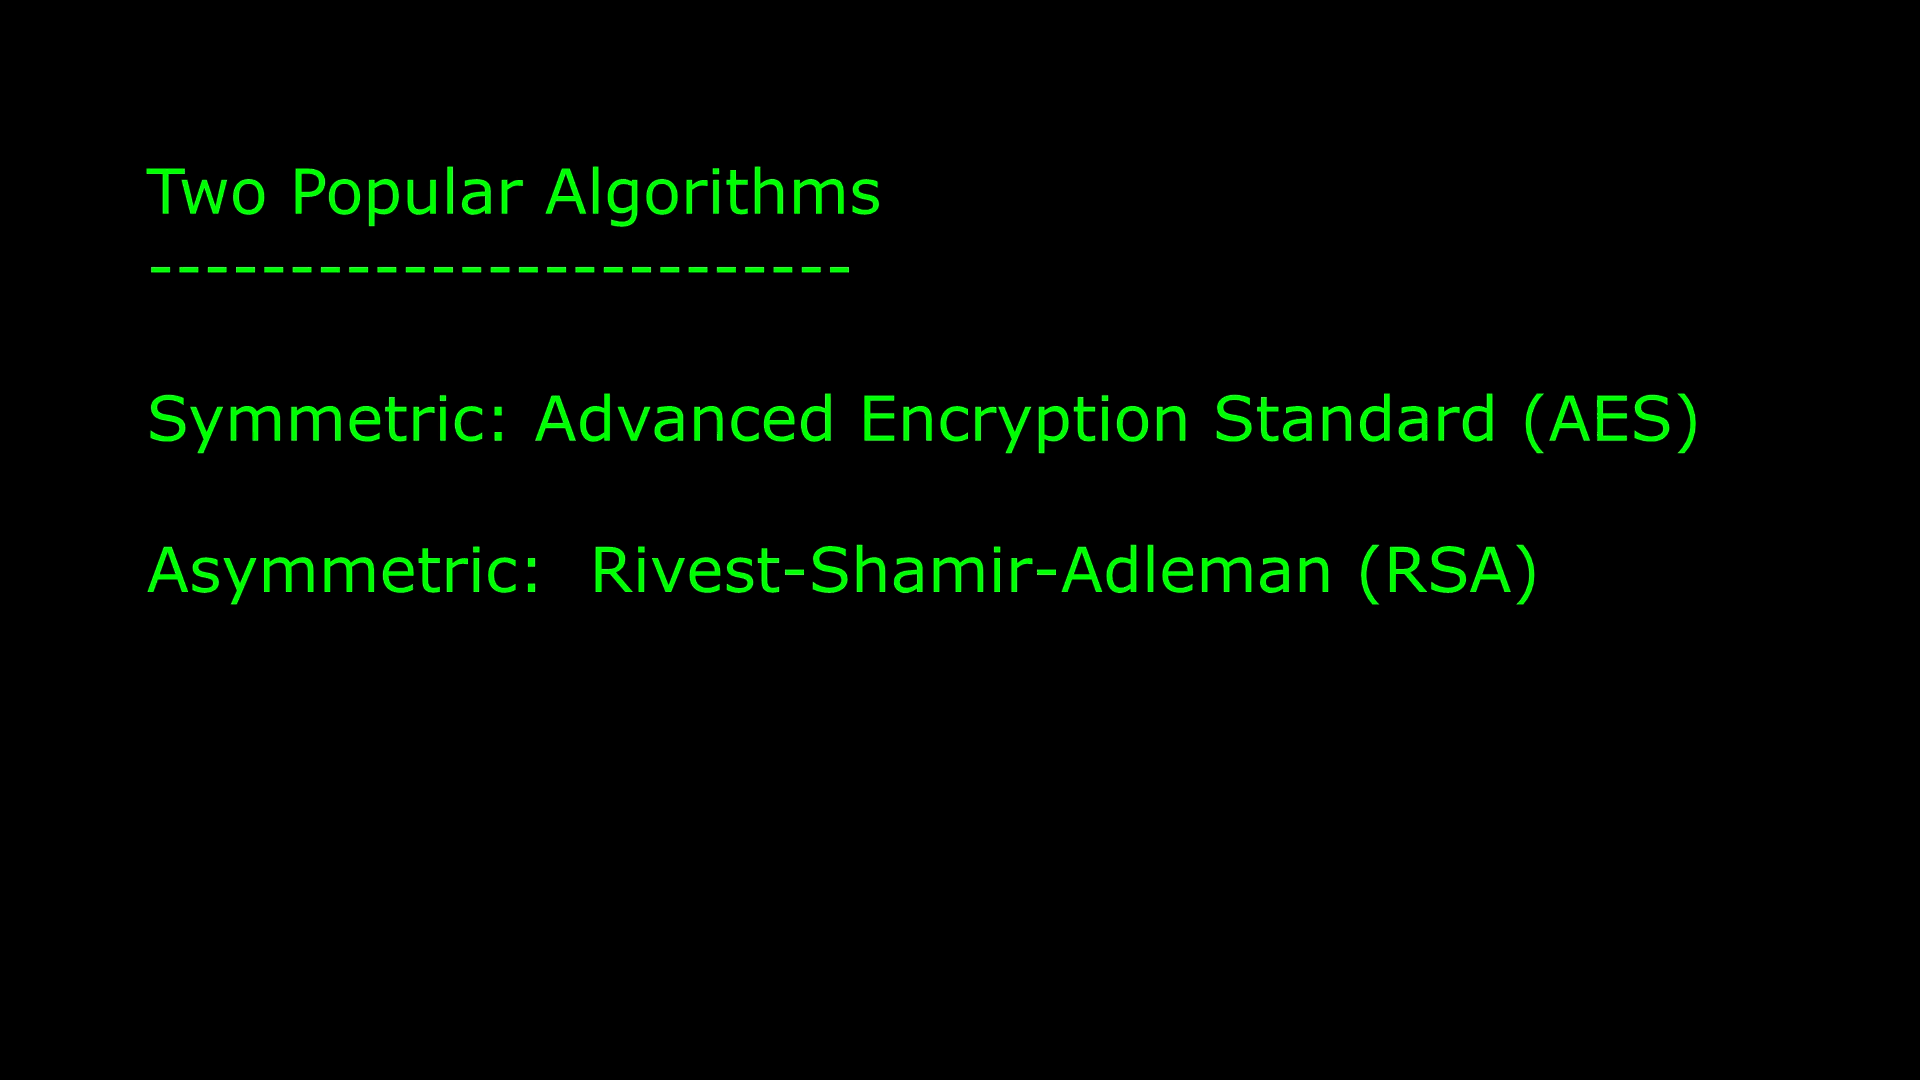 Two Popular Algorithms
-------------------------
Symmetric: Advanced Encryption Standard (AES)
Asymmetric:  Rivest-Shamir-Adleman (RSA)